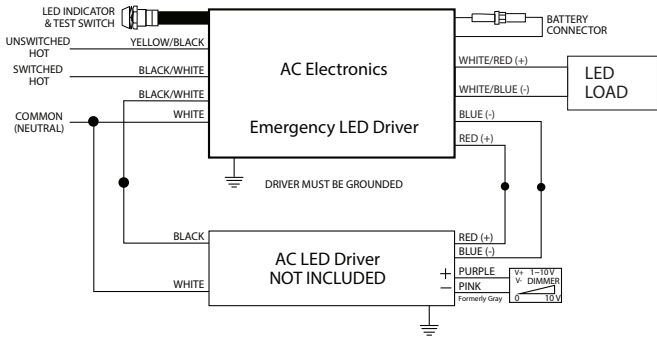 LED INDICATOR
& TEST SWITCH
BATTERY
CONNECTOR
UNSWITCHED
HOT
YELLOW/BLACK
SWITCHED
HOT
BLACK/WHITE
AC Electronics
WHITE/RED (+)
LED
LOAD
BLACK/WHITE
WHITE/BLUE (-)
COMMON
(NEUTRAL)
WHITE
Emergency LED Driver
BLUE (-)
RED (+)
DRIVER MUST BE GROUNDED
BLACK
AC LED Driver
NOT INCLUDED
RED (+)
BLUE (-)
+ PURPLE
– PINK
Formerly Gray
WHITE
V+ 1~10 V
V- DIMMER
0 10 V